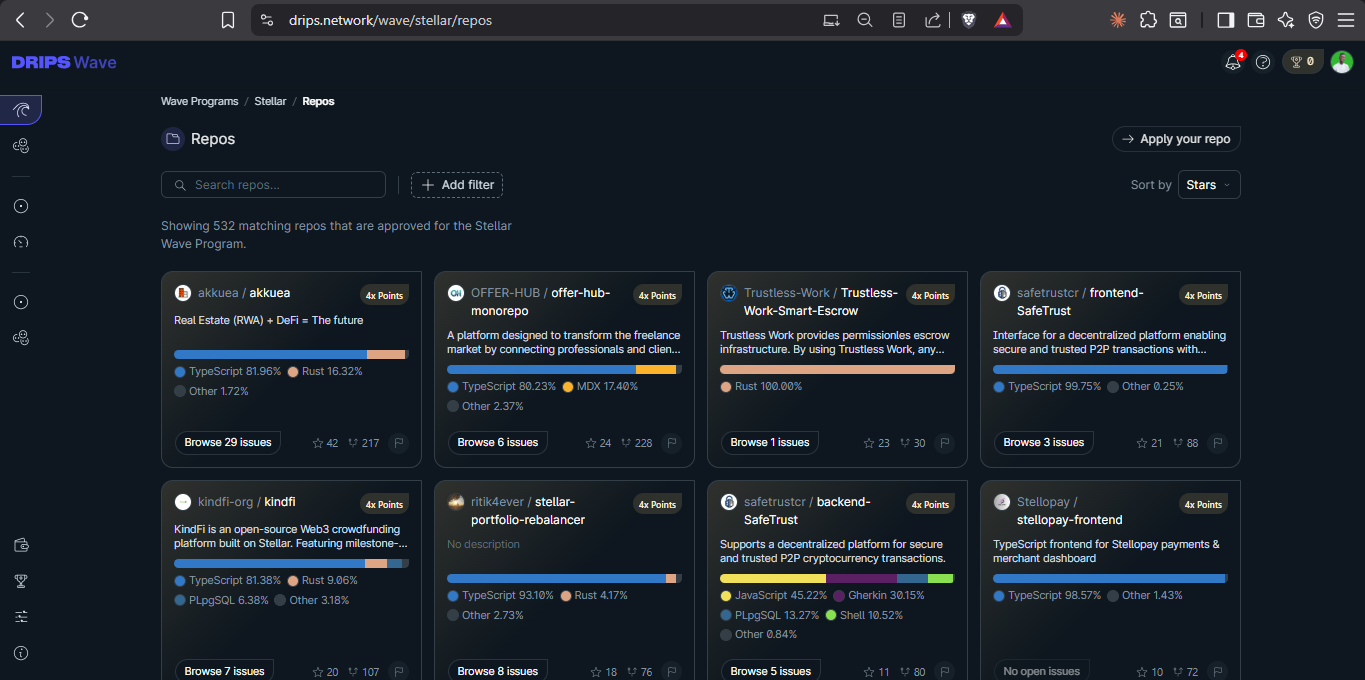 drips.network/wave/stellar/repos
DRIPS Wave
4
0
Wave Programs / Stellar / Repos
Repos
Apply your repo
Search repos...
Add filter
Sort by
Stars
Showing 532 matching repos that are approved for the Stellar
Wave Program.
akkuea / akkuea
4x Points
Real Estate (RWA) + DeFi = The future
TypeScript 81.96% Rust 16.32%
Other 1.72%
Browse 29 issues
42 217
OFFER-HUB / offer-hub-
monorepo
4x Points
A platform designed to transform the freelance
market by connecting professionals and clien...
TypeScript 80.23% MDX 17.40%
Other 2.37%
Browse 6 issues
24 228
Trustless-Work / Trustless-
Work-Smart-Escrow
4x Points
Trustless Work provides permissionles escrow
infrastructure. By using Trustless Work, any...
Rust 100.00%
Browse 1 issues
23 30
safetrustcr / frontend-
SafeTrust
4x Points
Interface for a decentralized platform enabling
secure and trusted P2P transactions with...
TypeScript 99.75% Other 0.25%
Browse 3 issues
21 88
kindfi-org / kindfi
4x Points
KindFi is an open-source Web3 crowdfunding
platform built on Stellar. Featuring milestone-...
TypeScript 81.38% Rust 9.06%
PLpgSQL 6.38% Other 3.18%
Browse 7 issues
20 107
ritik4ever / stellar-
portfolio-rebalancer
4x Points
No description
TypeScript 93.10% Rust 4.17%
Other 2.73%
Browse 8 issues
18 76
safetrustcr / backend-
SafeTrust
4x Points
Supports a decentralized platform for secure
and trusted P2P cryptocurrency transactions.
JavaScript 45.22% Gherkin 30.15%
PLpgSQL 13.27% Shell 10.52%
Other 0.84%
Browse 5 issues
11 80
Stellopay /
stellopay-frontend
4x Points
TypeScript frontend for Stellopay payments &
merchant dashboard
TypeScript 98.57% Other 1.43%
No open issues
10 72